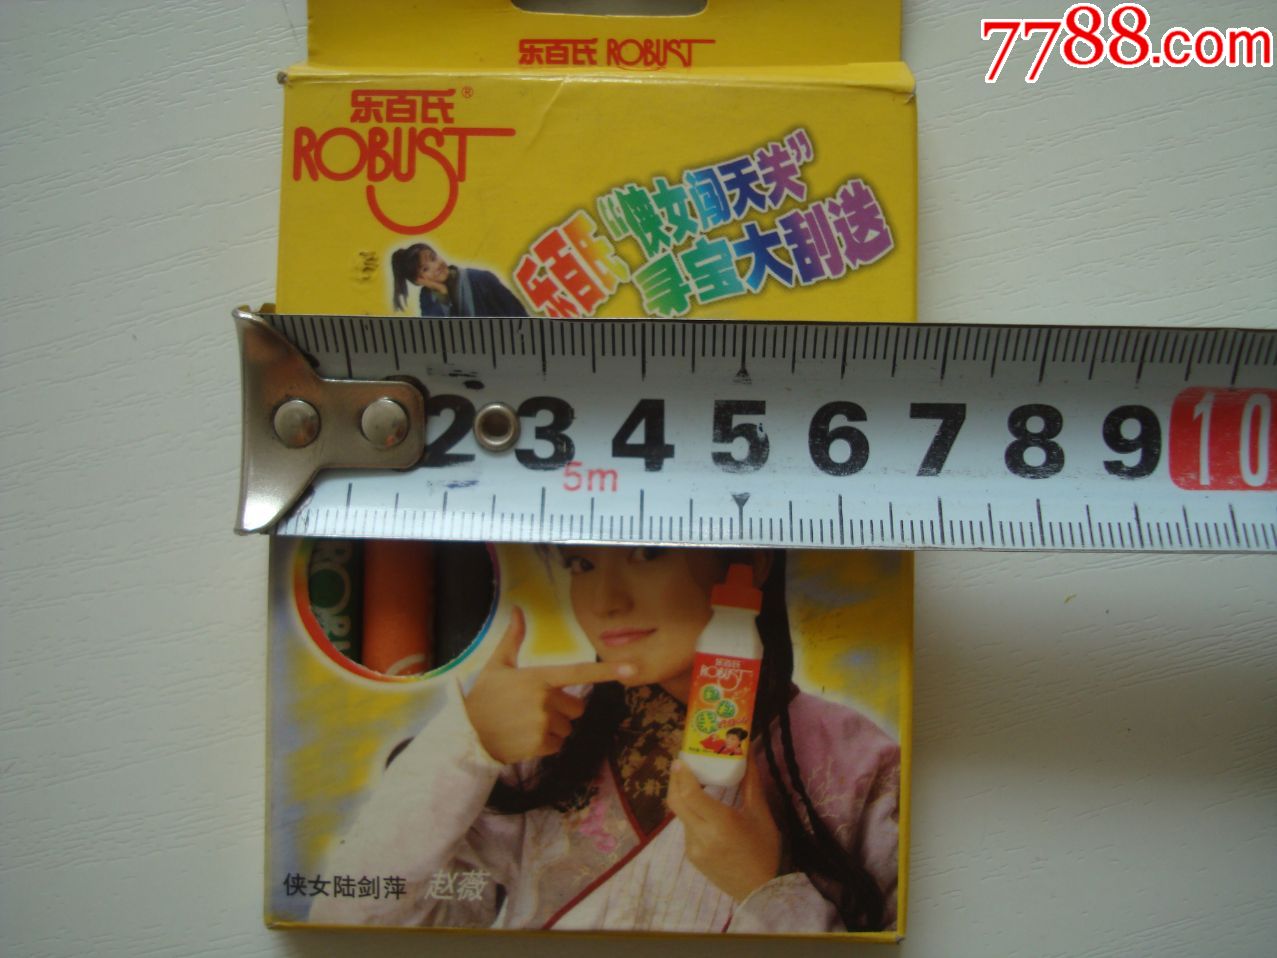 7788.com
乐百氏 ROBUST
乐百氏®
ROBUST
乐百氏“侠女闯天关”
寻宝大刮送
2 3 4 5 6 7 8 9 10
5m
ROBU
乐百氏
ROBUST
侠女陆剑萍 赵薇